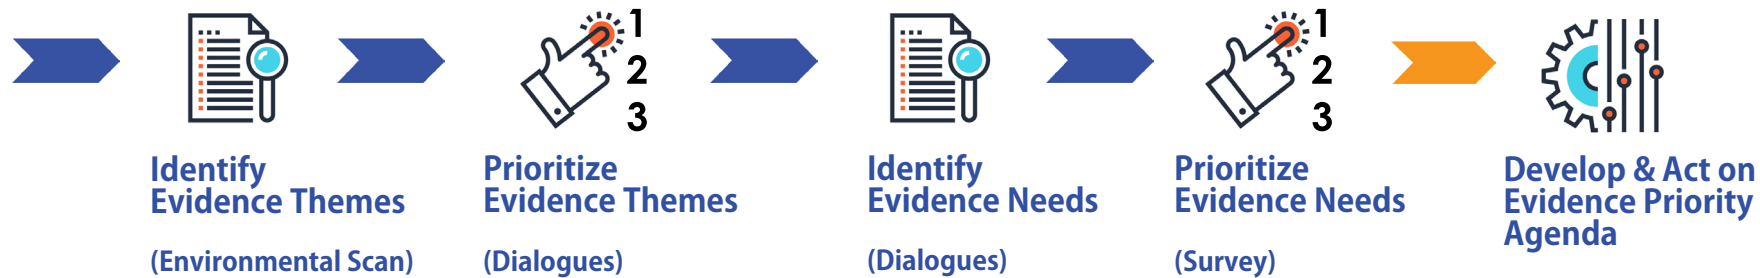 1
2
3
1
2
3
Identify
Evidence Themes
(Environmental Scan)
Prioritize
Evidence Themes
(Dialogues)
Identify
Evidence Needs
(Dialogues)
Prioritize
Evidence Needs
(Survey)
Develop & Act on
Evidence Priority
Agenda